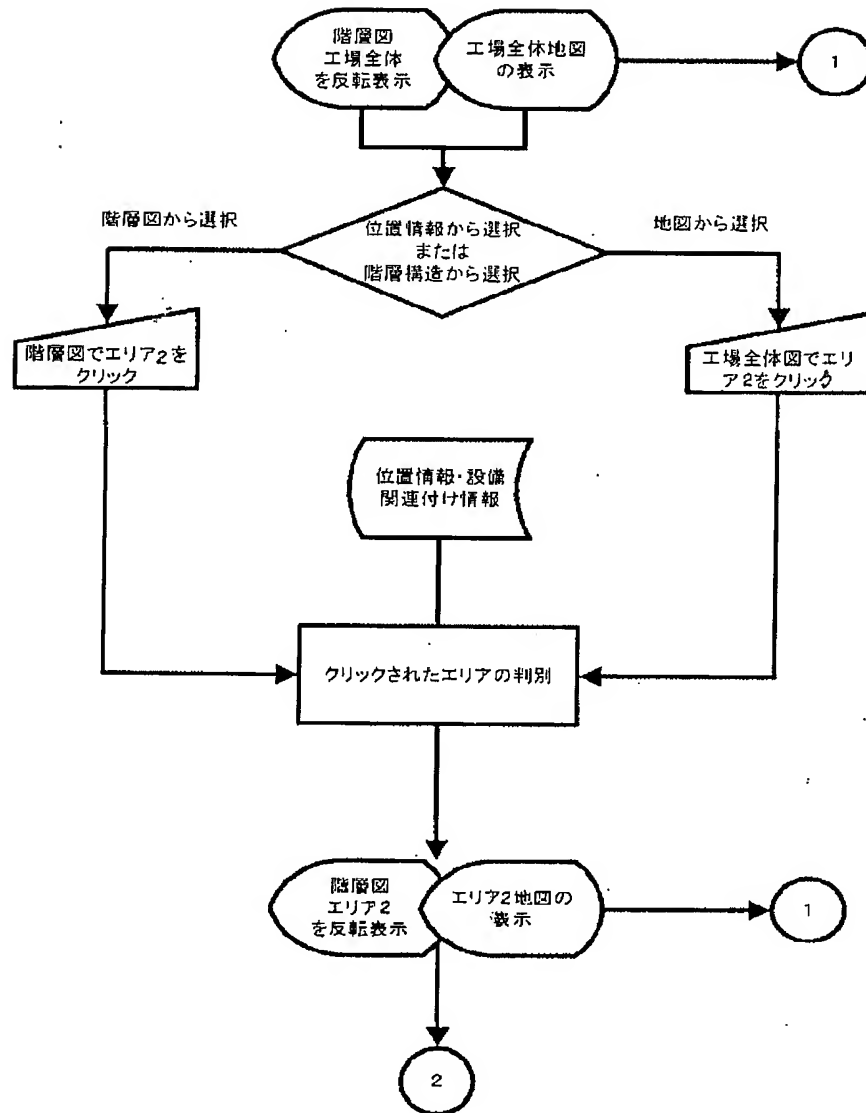 階層図
工場全体
を反転表示
工場全体地図
の表示
1
階層図から選択
位置情報から選択
または
階層構造から選択
地図から選択
階層図でエリア2を
クリック
工場全体図でエリ
ア2をクリック
位置情報・設備
関連付け情報
クリックされたエリアの判別
階層図
エリア2
を反転表示
エリア2地図の
表示
1
2